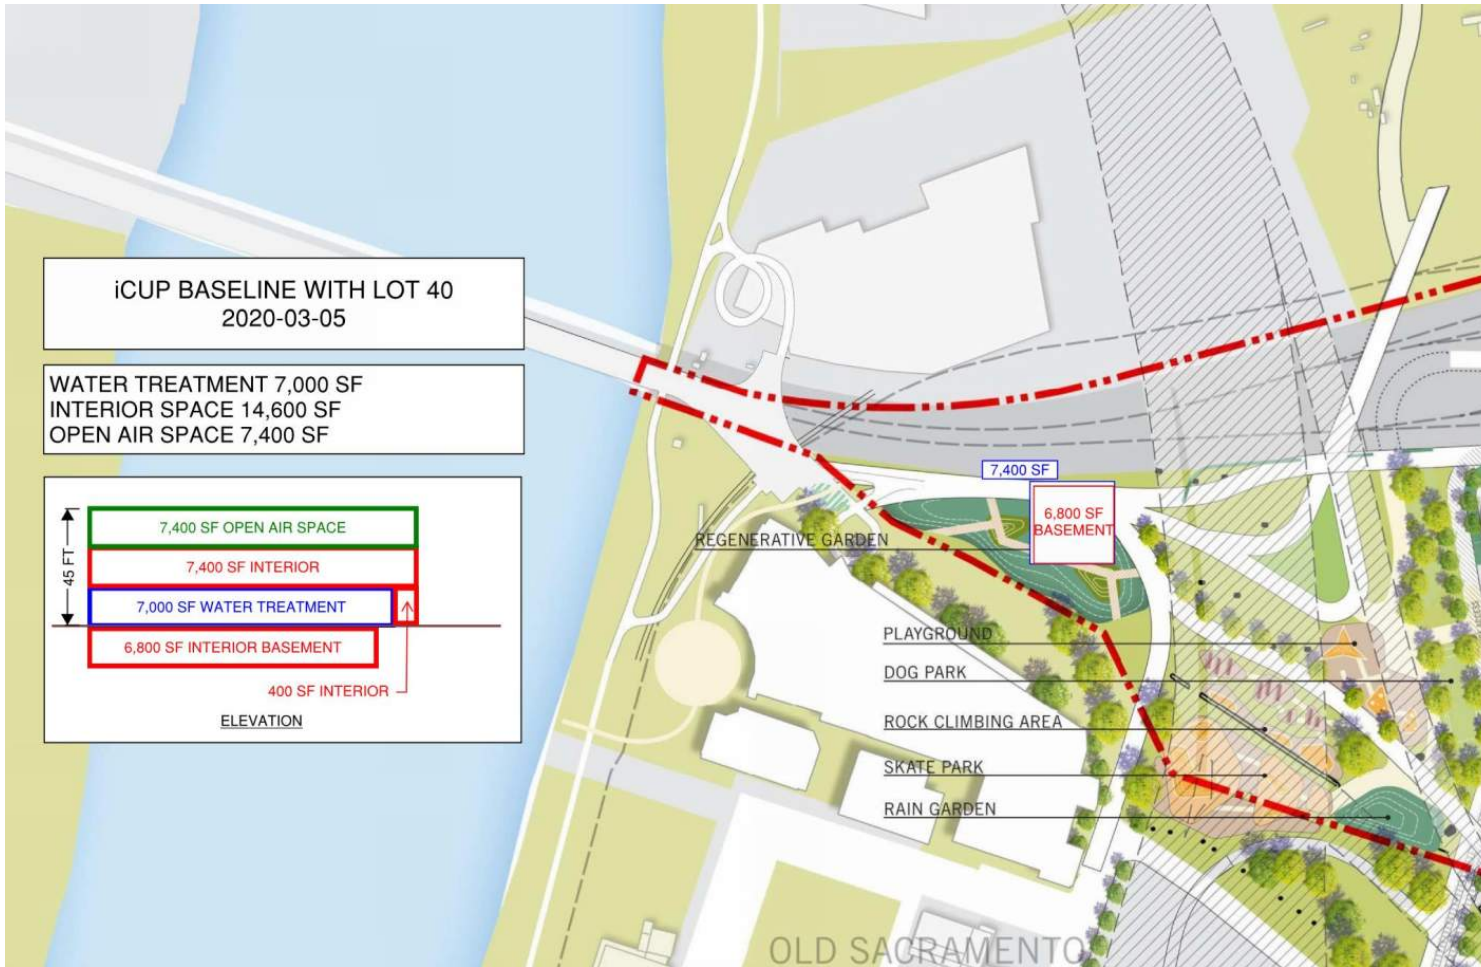 iCUP BASELINE WITH LOT 40
2020-03-05
WATER TREATMENT 7,000 SF
INTERIOR SPACE 14,600 SF
OPEN AIR SPACE 7,400 SF
45 FT
7,400 SF OPEN AIR SPACE
7,400 SF INTERIOR
7,000 SF WATER TREATMENT
6,800 SF INTERIOR BASEMENT
400 SF INTERIOR
ELEVATION
7,400 SF
6,800 SF
BASEMENT
REGENERATIVE GARDEN
PLAYGROUND
DOG PARK
ROCK CLIMBING AREA
SKATE PARK
RAIN GARDEN
OLD SACRAMENTO